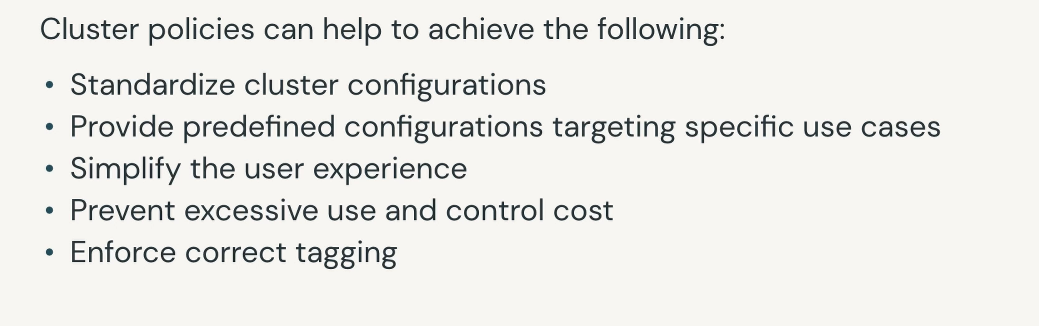 Cluster policies can help to achieve the following:
• Standardize cluster configurations
• Provide predefined configurations targeting specific use cases
• Simplify the user experience
• Prevent excessive use and control cost
• Enforce correct tagging